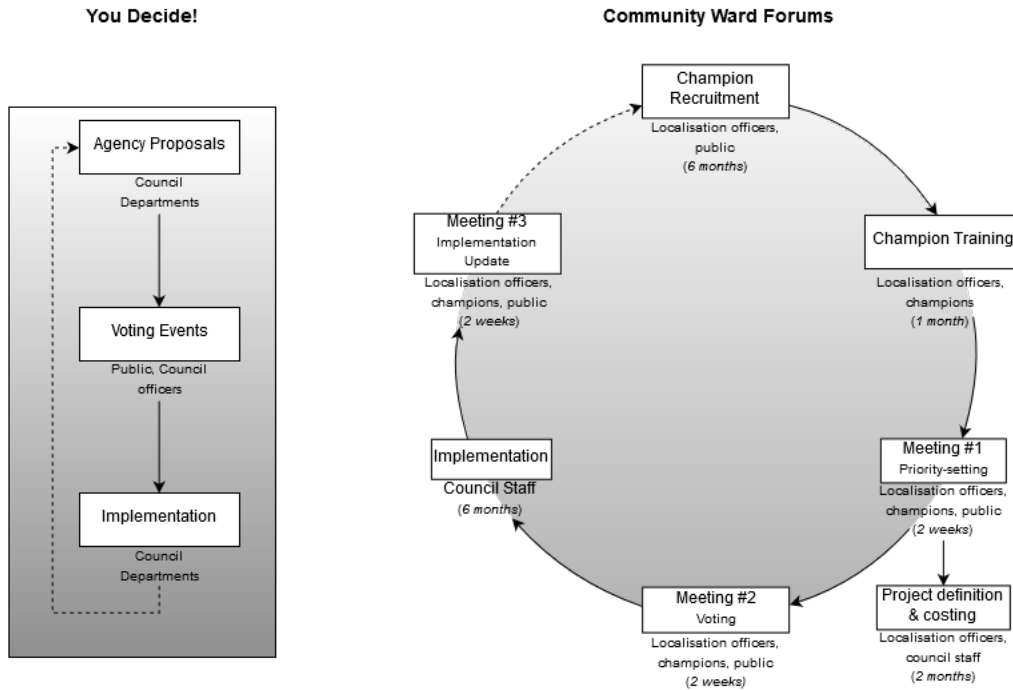 You Decide!
Agency Proposals
Council
Departments
Voting Events
Public, Council
officers
Implementation
Council
Departments
Community Ward Forums
Champion
Recruitment
Localisation officers,
public
(6 months)
Champion Training
Localisation officers,
champions
(1 month)
Meeting #1
Priority-setting
Localisation officers,
champions, public
(2 weeks)
Project definition
& costing
Localisation officers,
council staff
(2 months)
Meeting #2
Voting
Localisation officers,
champions, public
(2 weeks)
Implementation
Council Staff
(6 months)
Meeting #3
Implementation
Update
Localisation officers,
champions, public
(2 weeks)